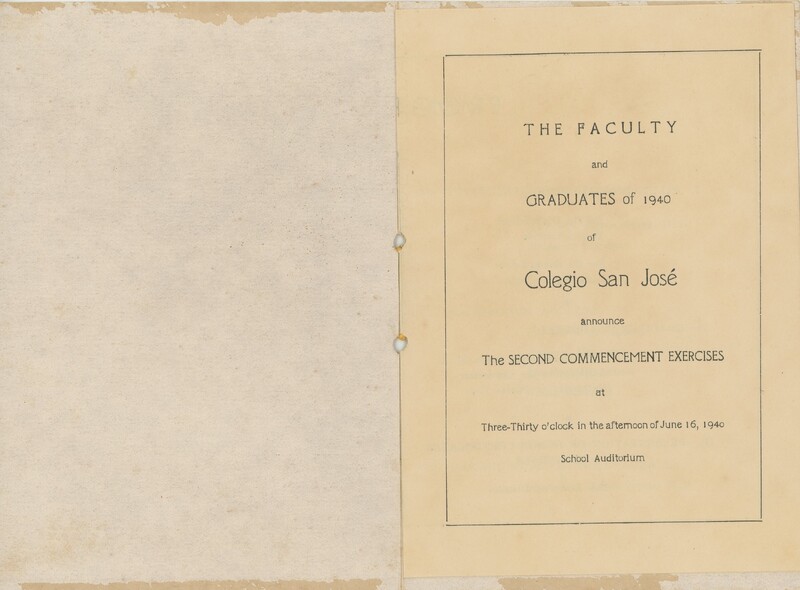 THE FACULTY
and
GRADUATES of 1940
of
Colegio San José
announce
The SECOND COMMENCEMENT EXERCISES
at
Three-Thirty o'clock in the afternoon of June 16, 1940
School Auditorium